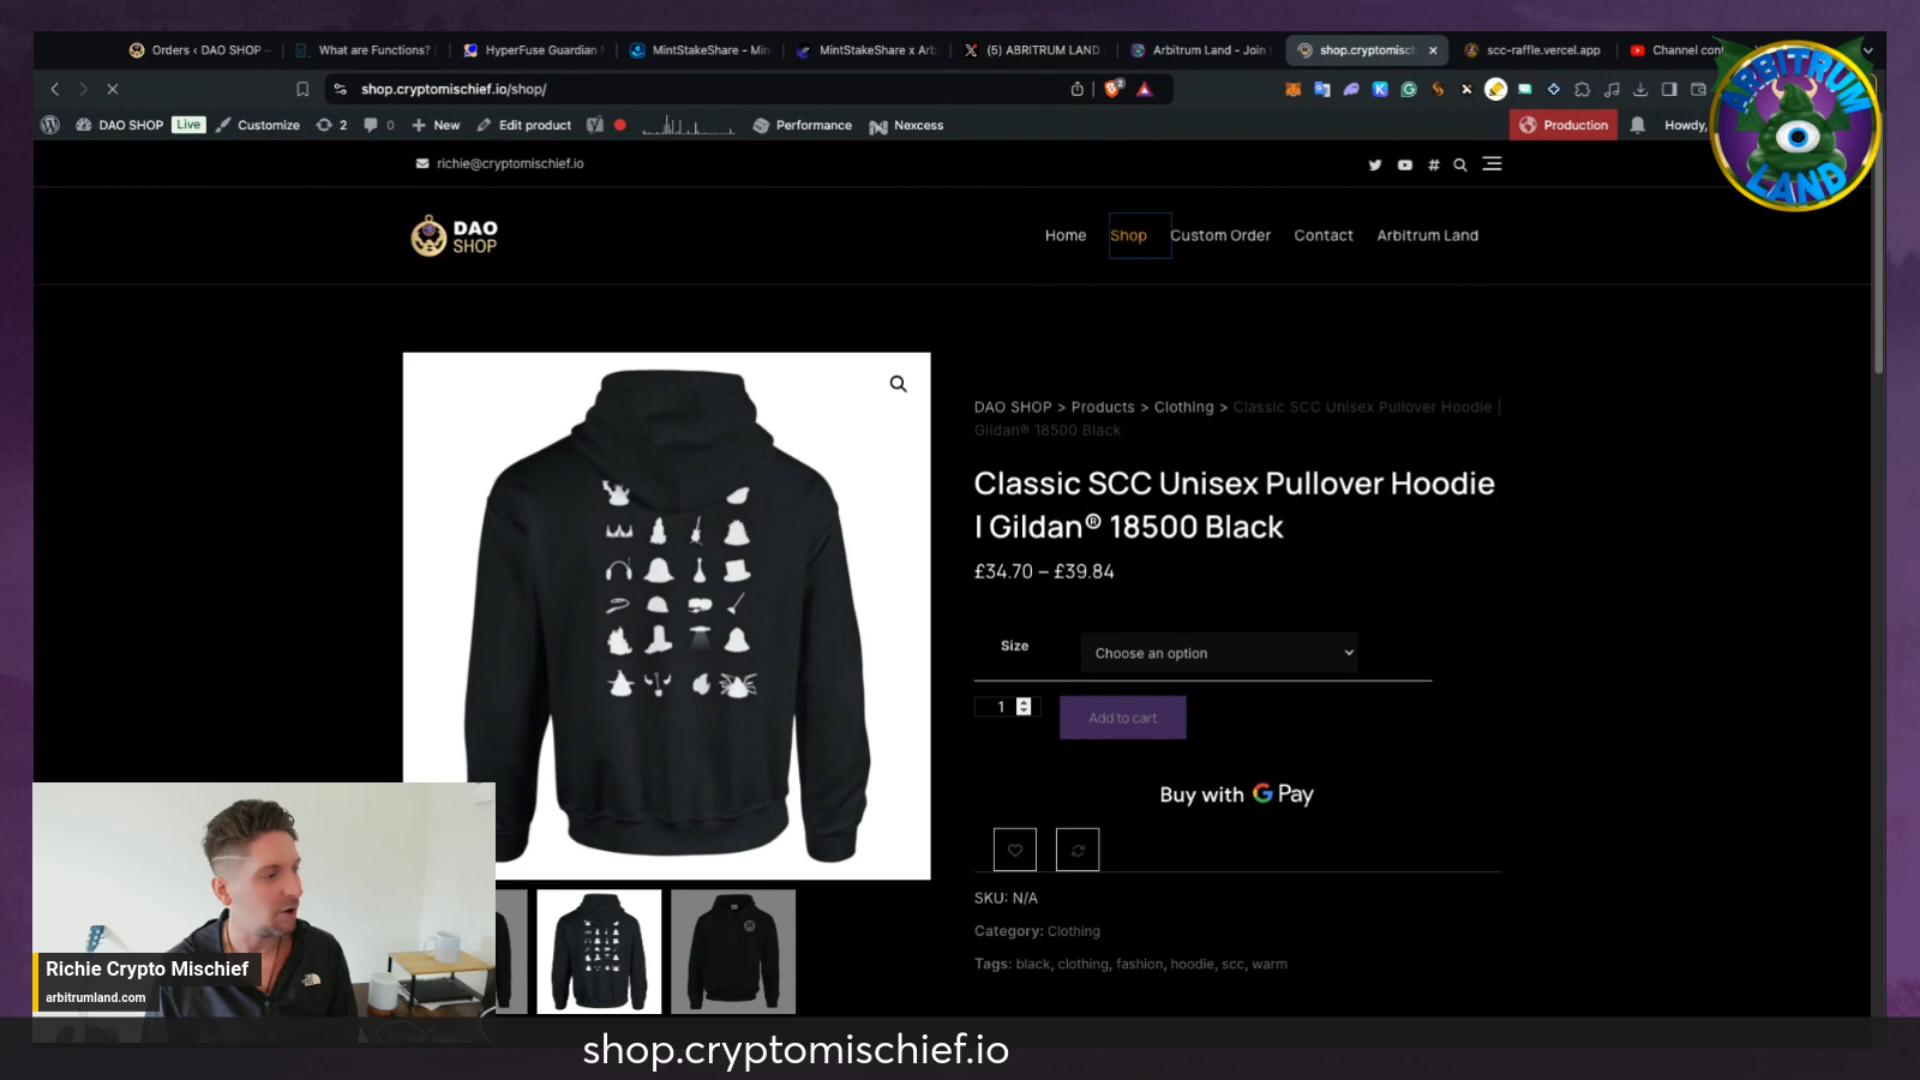 Orders ‹ DAO SHOP –
What are Functions?
HyperFuse Guardian
MintStakeShare - Min
MintStakeShare x Arb
(5) ABRITRUM LAND
Arbitrum Land - Join
shop.cryptomisch
scc-raffle.vercel.app
Channel con
shop.cryptomischief.io/shop/
DAO SHOP Live Customize 2 0 New Edit product Performance Nexcess Production Howdy,
ARBITRUM
LAND
richie@cryptomischief.io
DAO
SHOP
Home Shop Custom Order Contact Arbitrum Land
DAO SHOP > Products > Clothing > Classic SCC Unisex Pullover Hoodie |
Gildan® 18500 Black
Classic SCC Unisex Pullover Hoodie
| Gildan® 18500 Black
£34.70 – £39.84
Size Choose an option
1 Add to cart
Buy with G Pay
SKU: N/A
Category: Clothing
Tags: black, clothing, fashion, hoodie, scc, warm
Richie Crypto Mischief
arbitrumland.com
shop.cryptomischief.io